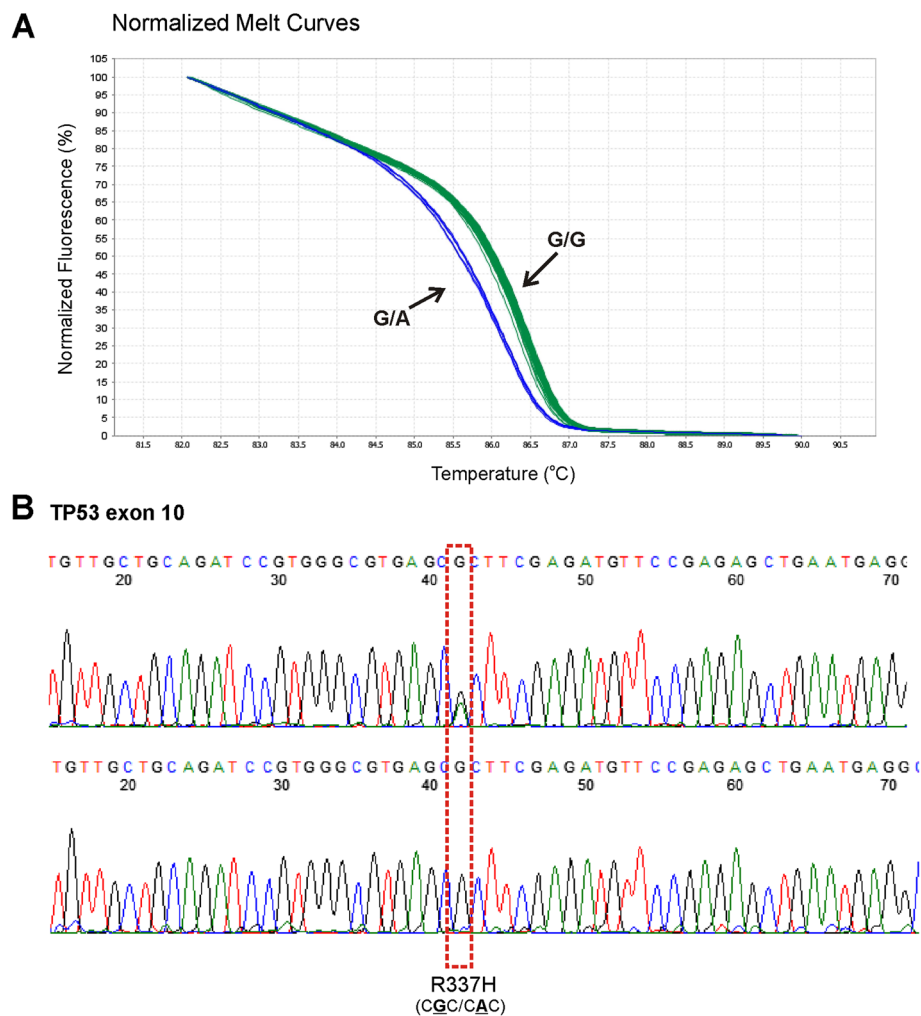 A
Normalized Melt Curves
Normalized Fluorescence (%)
105
100
95
90
85
80
75
70
65
60
55
50
45
40
35
30
25
20
15
10
5
0
G/G
G/A
81.5 82.0 82.5 83.0 83.5 84.0 84.5 85.0 85.5 86.0 86.5 87.0 87.5 88.0 88.5 89.0 89.5 90.0 90.5
Temperature (°C)
B TP53 exon 10
TGTTGCTGCAGATCCGTGGGCGTGAGCGCTTCGAGATGTTCCGAGAGCTGAATGAGG
20 30 40 50 60 70
TGTTGCTGCAGATCCGTGGGCGTGAGCGCTTCGAGATGTTCCGAGAGCTGAATGAGGC
20 30 40 50 60 70
R337H
(CGC/CAC)